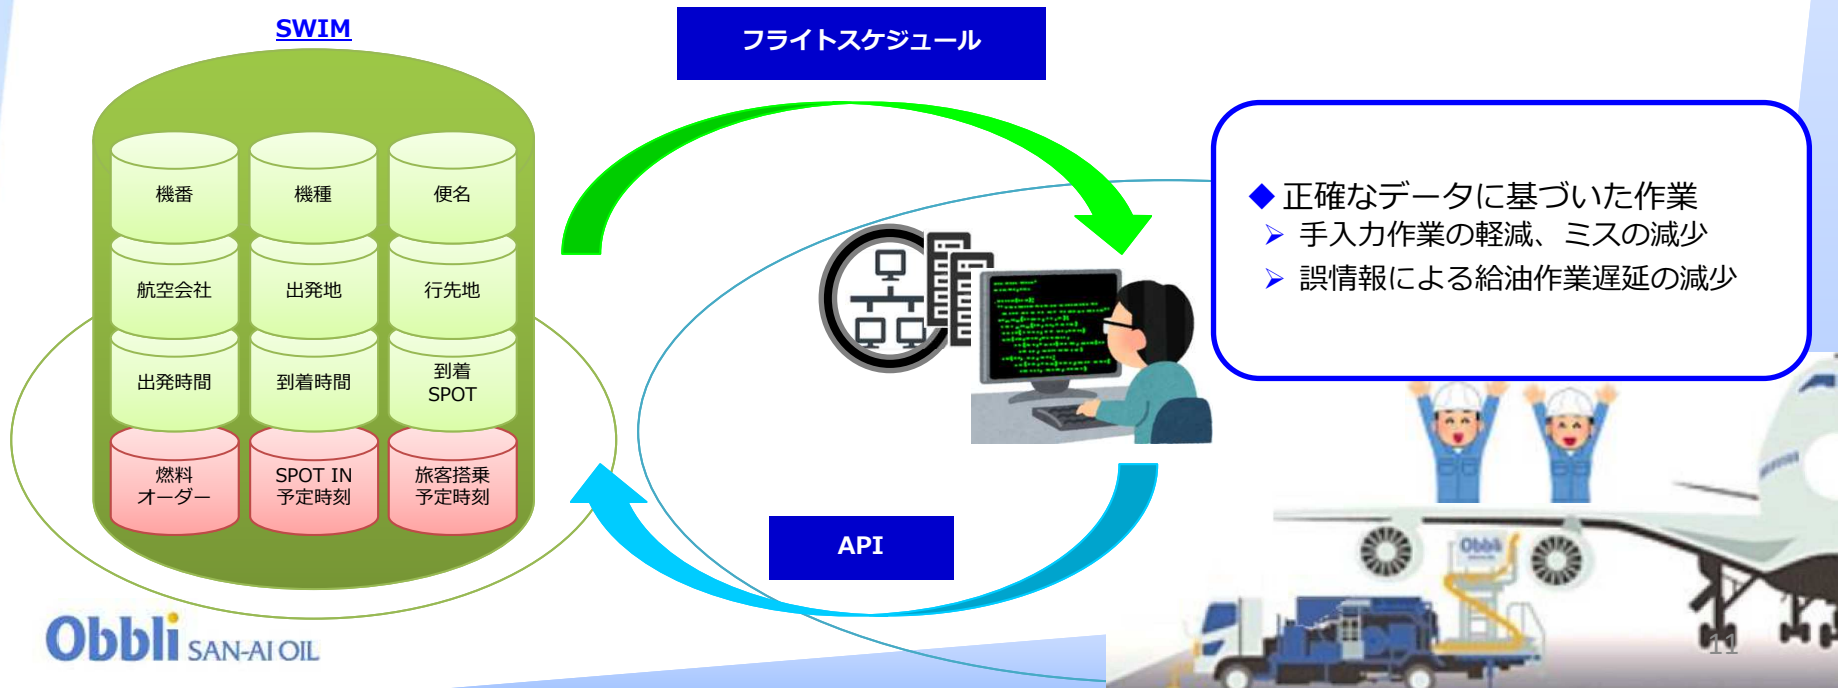 SWIM
フライトスケジュール
機番
機種
便名
航空会社
出発地
行先地
出発時間
到着時間
到着
SPOT
燃料
オーダー
SPOT IN
予定時刻
旅客搭乗
予定時刻
API
◆正確なデータに基づいた作業
➢ 手入力作業の軽減、ミスの減少
➢ 誤情報による給油作業遅延の減少
Obbli
Obbli SAN-AI OIL
11